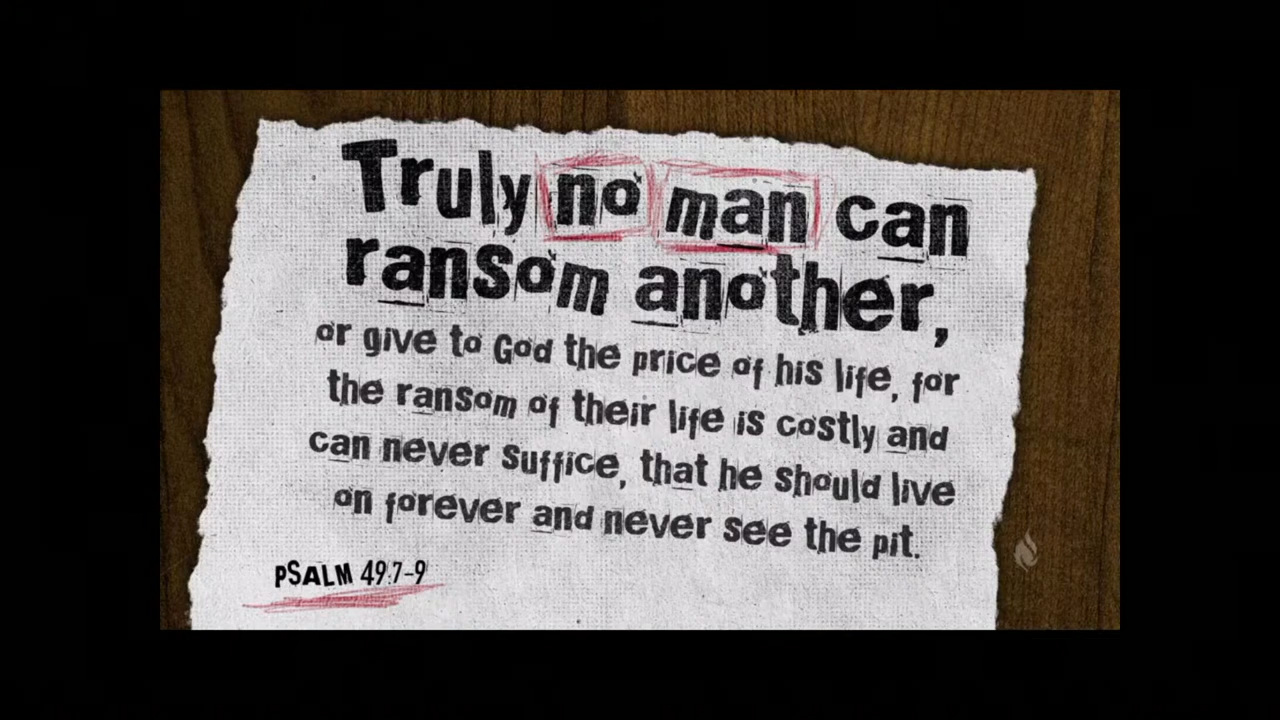 Truly no man can
ransom another,
or give to God the price of his life, for
the ransom of their life is costly and
can never suffice, that he should live
on forever and never see the pit.
PSALM 49:7-9